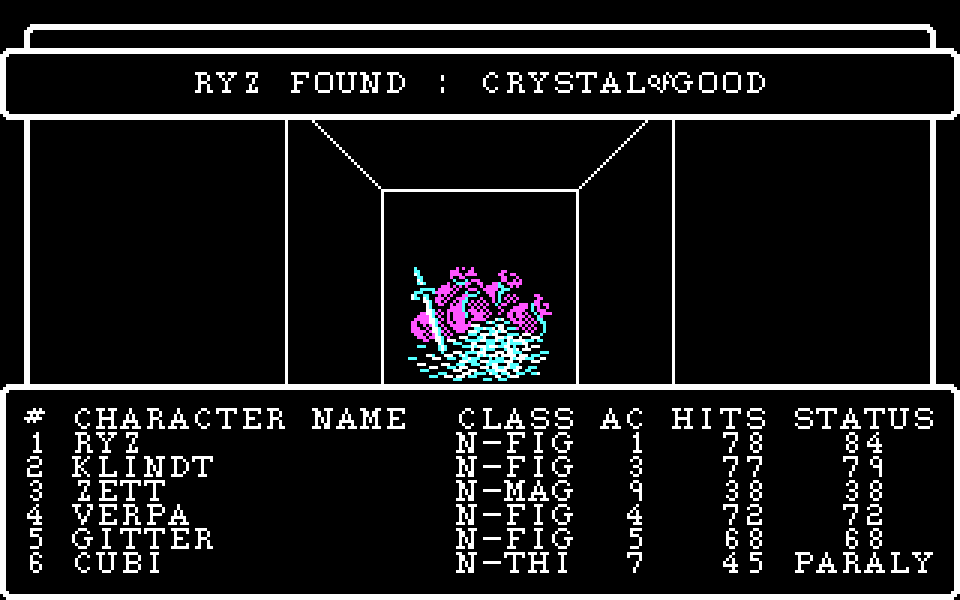 RYZ FOUND : CRYSTAL GOOD
# CHARACTER NAME CLASS AC HITS STATUS
1 RYZ N-FIG 1 78 84
2 KLINDT N-FIG 3 77 79
3 ZETT N-MAG 9 38 38
4 VERPA N-FIG 4 72 72
5 GITTER N-FIG 5 68 68
6 CUBI N-THI 7 45 PARALY